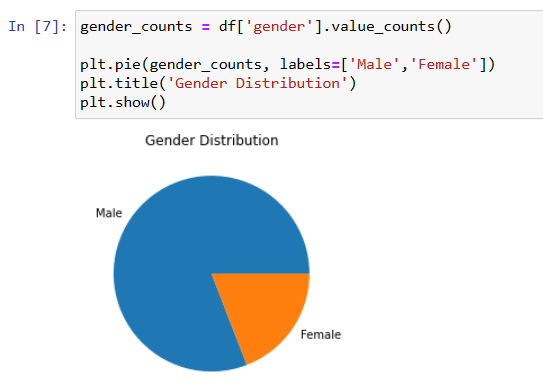 In [7]: gender_counts = df['gender'].value_counts()
plt.pie(gender_counts, labels=['Male','Female'])
plt.title('Gender Distribution')
plt.show()
Gender Distribution
Male
Female